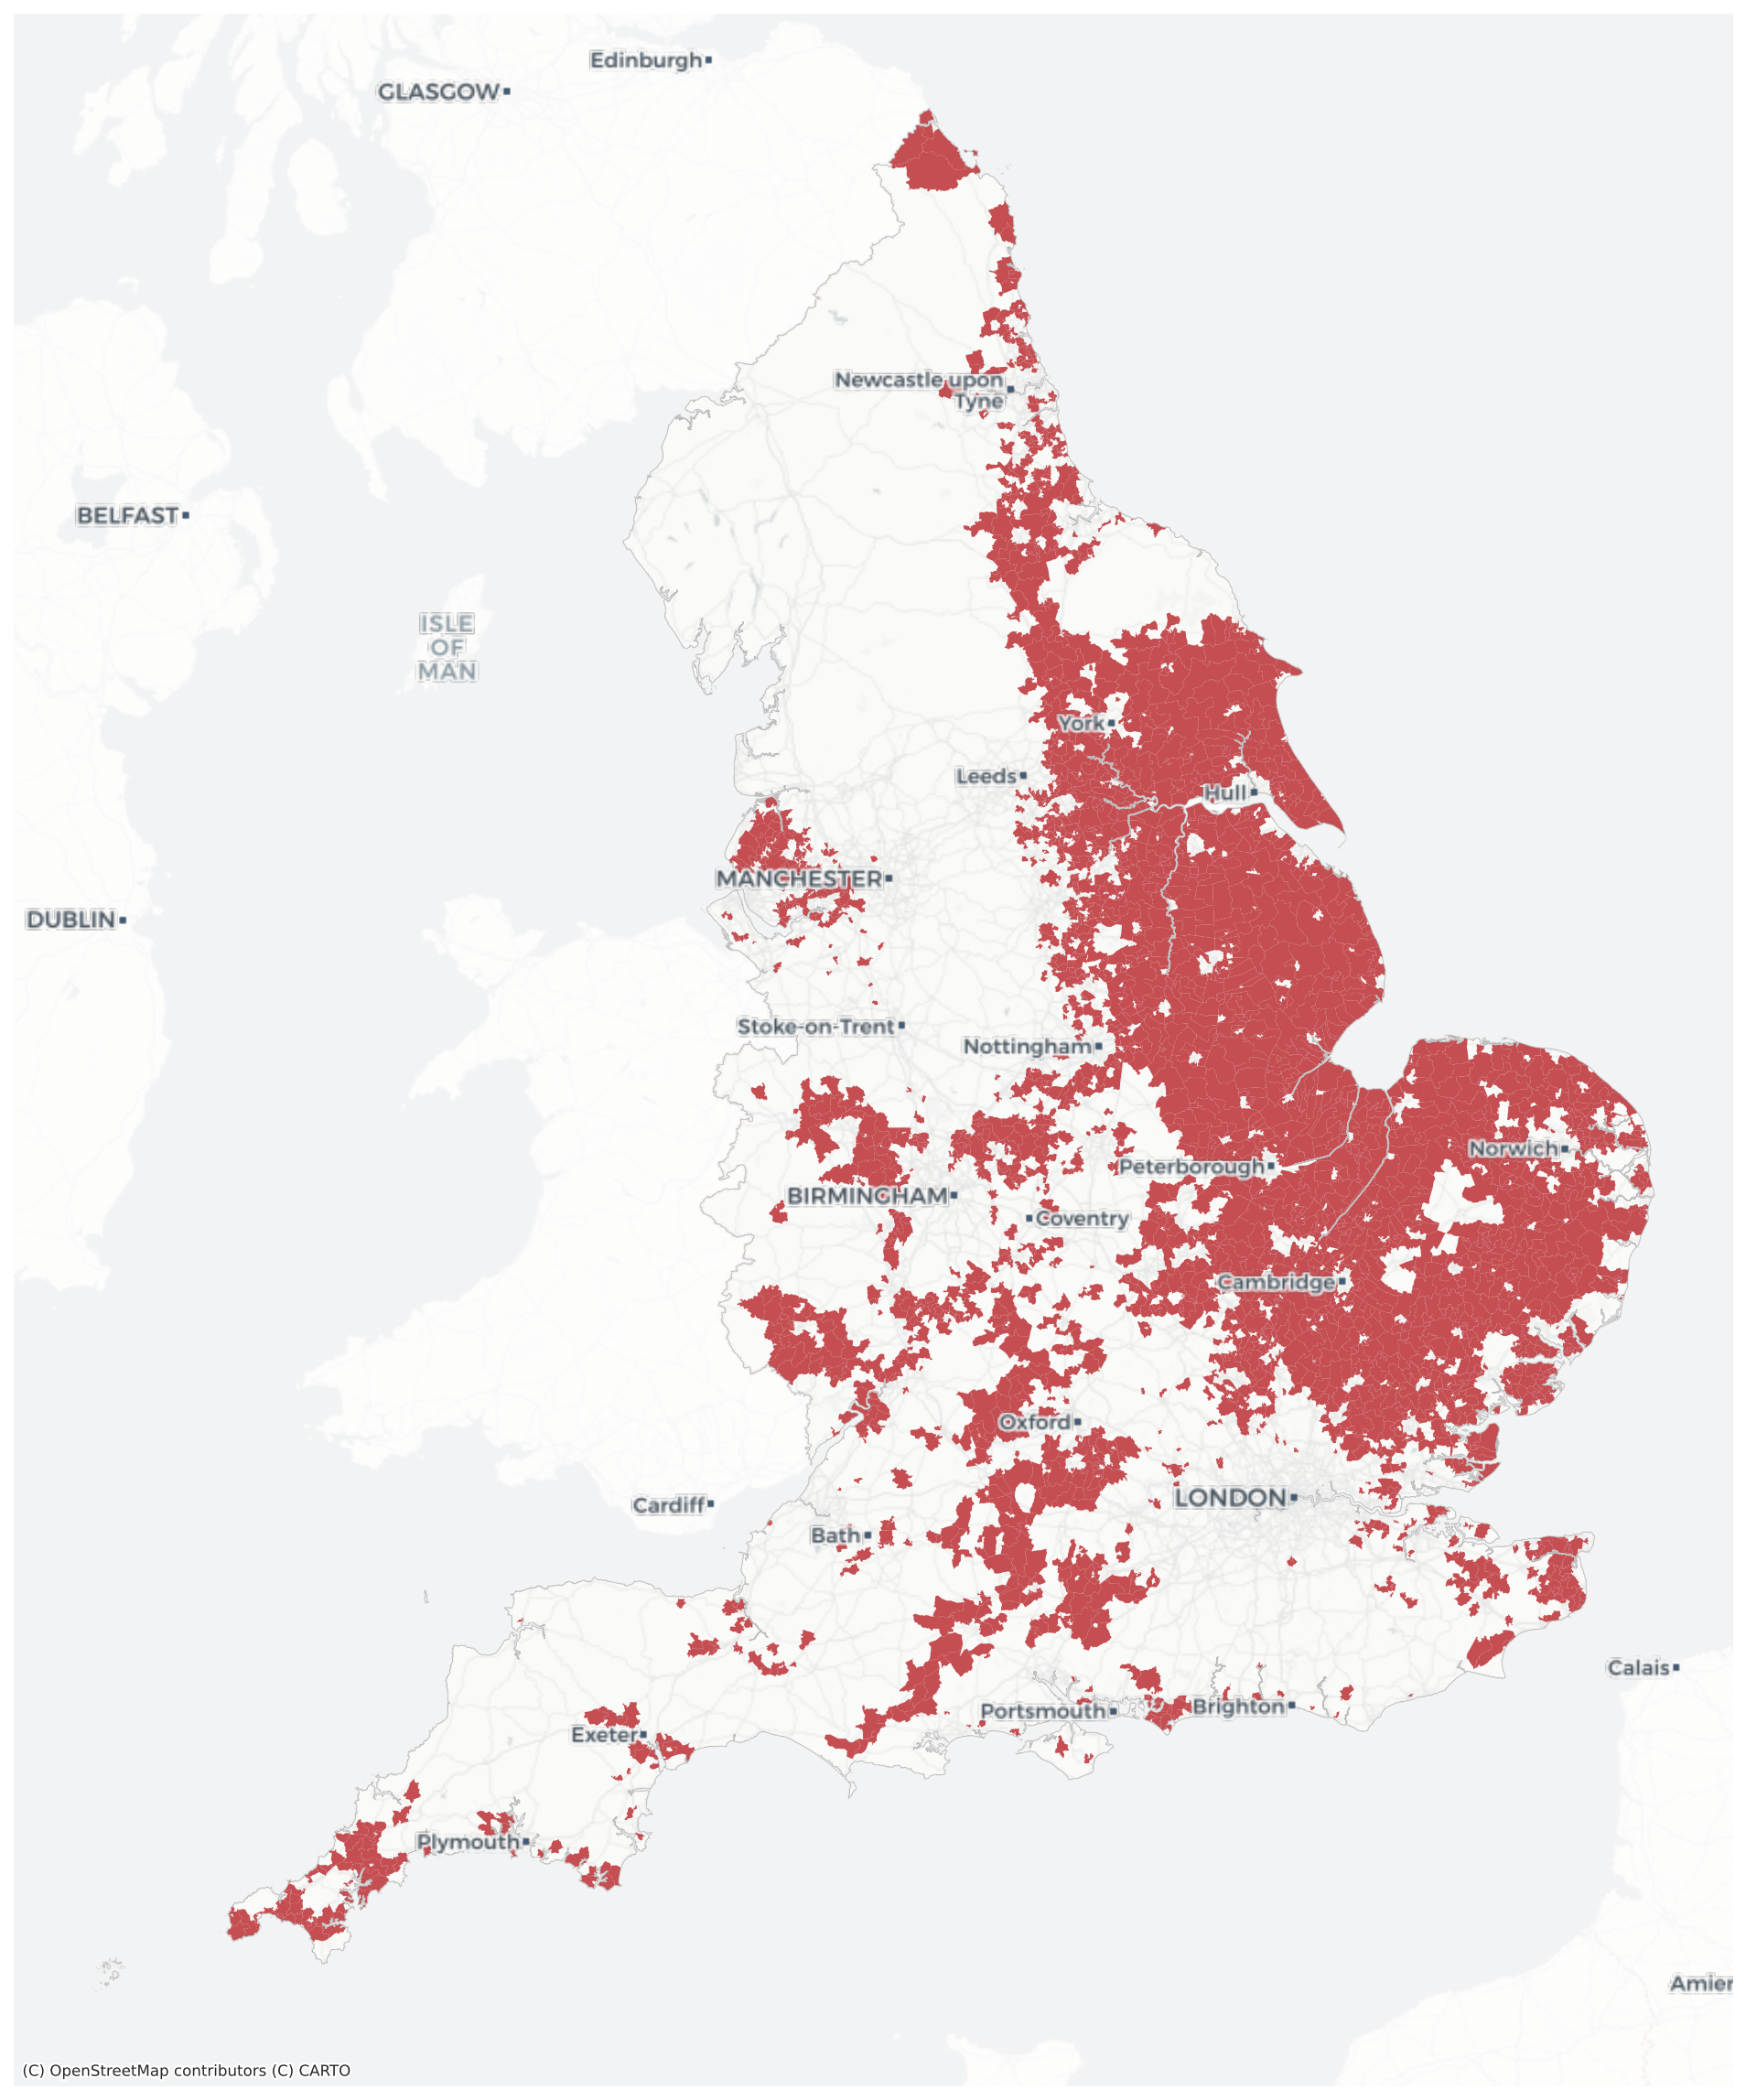 Edinburgh
GLASGOW
Newcastle upon
Tyne
BELFAST
ISLE
OF
MAN
York
Leeds
Hull
MANCHESTER
DUBLIN
Stoke-on-Trent
Nottingham
Norwich
Peterborough
BIRMINGHAM
Coventry
Cambridge
Oxford
LONDON
Cardiff
Bath
Calais
Portsmouth
Brighton
Exeter
Plymouth
Amier
(C) OpenStreetMap contributors (C) CARTO